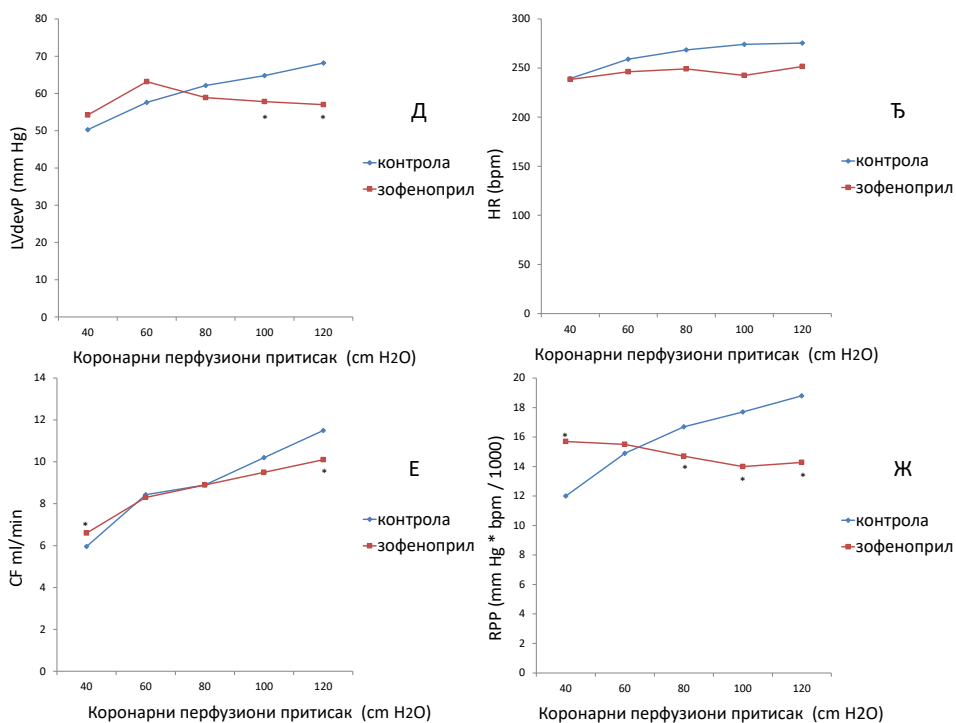 LVdevP (mm Hg)
80
70
60
50
40
30
20
10
0
40 60 80 100 120
Коронарни перфузиони притисак (cm H2O)
* *
Д
контрола
зофеноприл
HR (bpm)
300
250
200
150
100
50
0
40 60 80 100 120
Коронарни перфузиони притисак (cm H2O)
Ђ
контрола
зофеноприл
CF ml/min
14
12
10
8
6
4
2
0
40 60 80 100 120
Коронарни перфузиони притисак (cm H2O)
* *
Е
контрола
зофеноприл
RPP (mm Hg * bpm / 1000)
20
18
16
14
12
10
8
6
4
2
0
40 60 80 100 120
Коронарни перфузиони притисак (cm H2O)
* * * *
Ж
контрола
зофеноприл